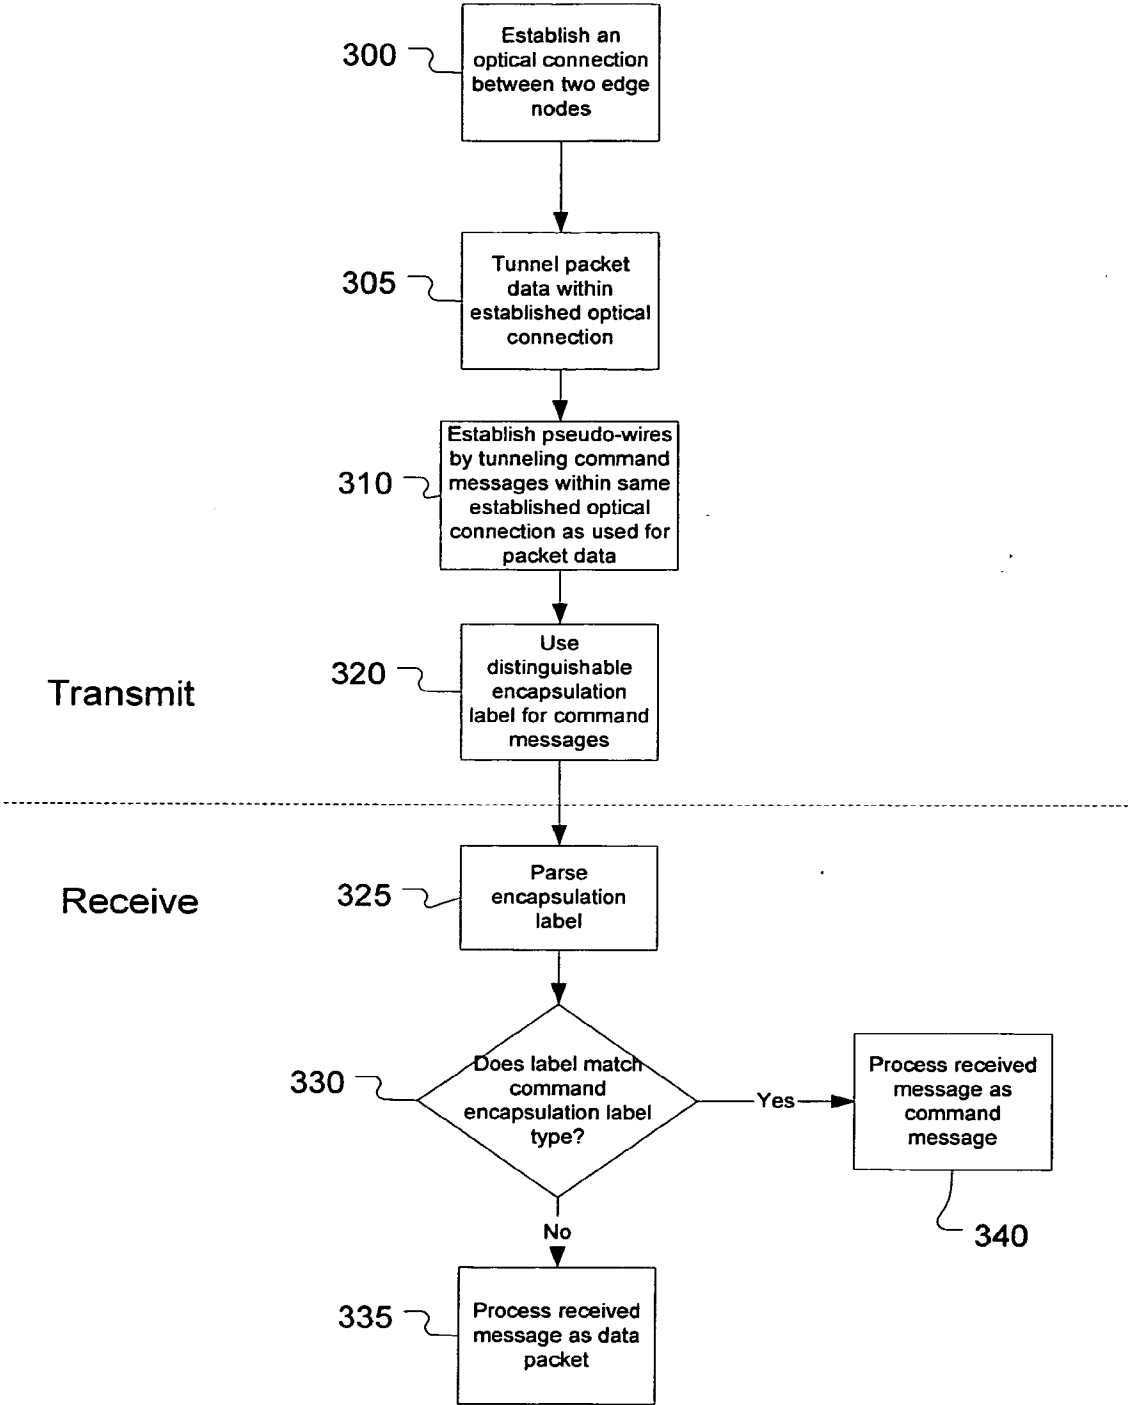 300
Establish an
optical connection
between two edge
nodes
305
Tunnel packet
data within
established optical
connection
310
Establish pseudo-wires
by tunneling command
messages within same
established optical
connection as used for
packet data
320
Use
distinguishable
encapsulation
label for command
messages
Transmit
Receive
325
Parse
encapsulation
label
330
Does label match
command
encapsulation label
type?
Yes
Process received
message as
command
message
340
No
335
Process received
message as data
packet